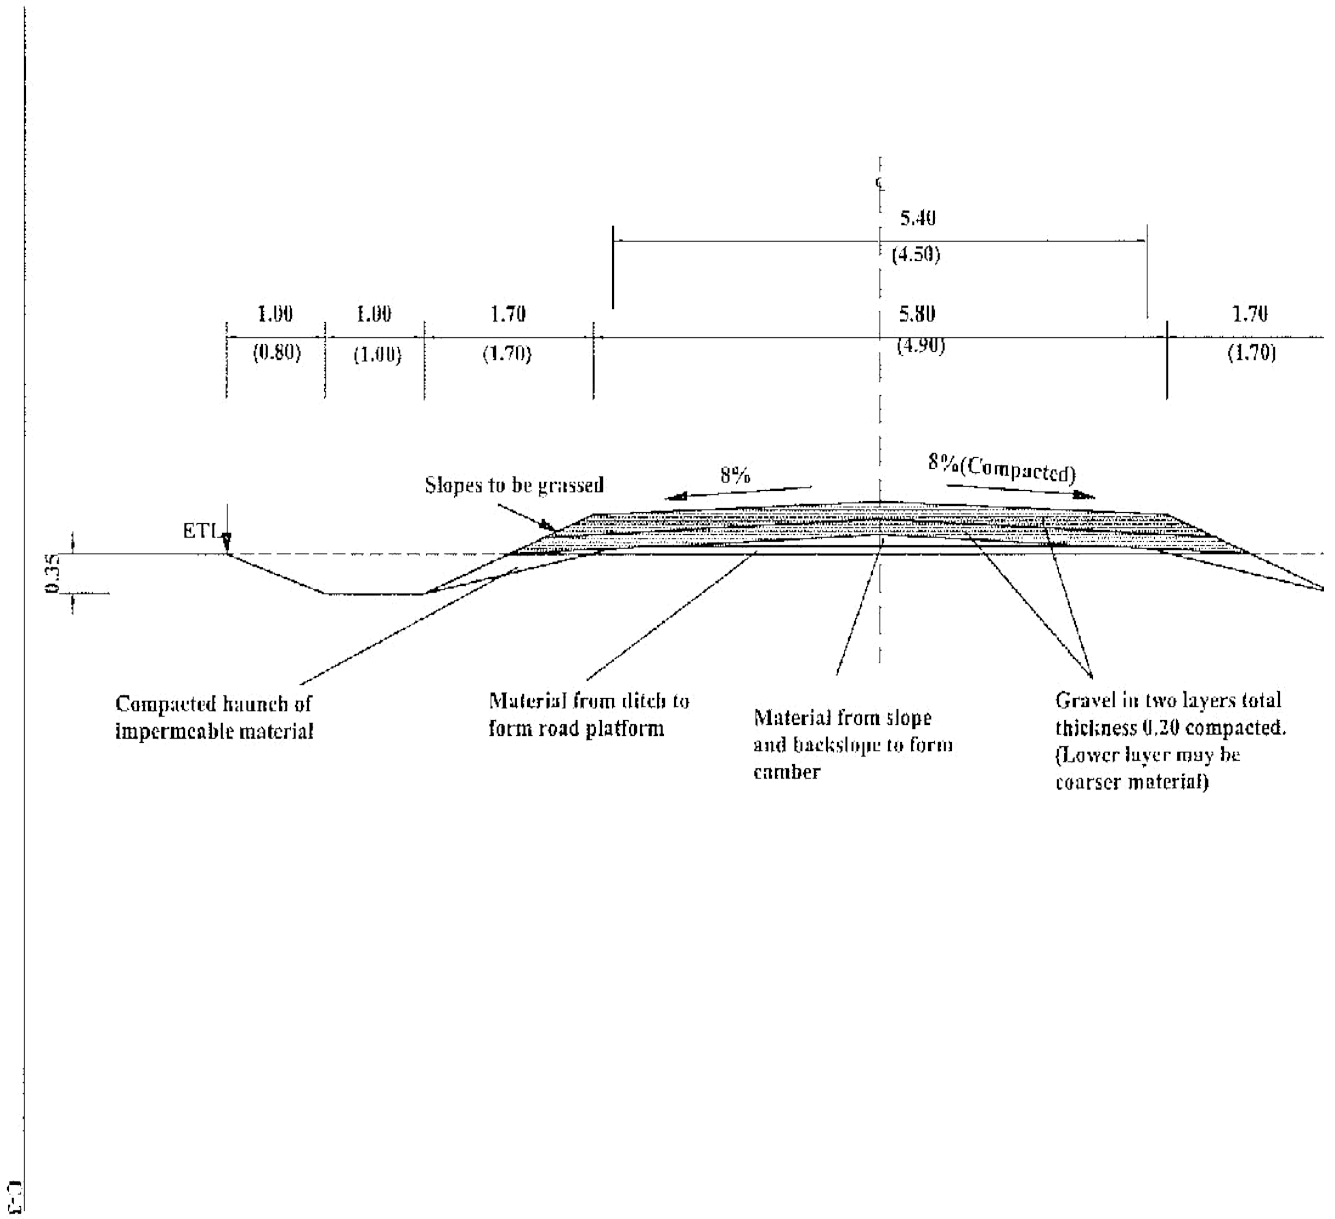 ℄
5.40
(4.50)
1.00
1.00
1.70
5.80
1.70
(0.80)
(1.00)
(1.70)
(4.90)
(1.70)
8%
8%(Compacted)
Slopes to be grassed
ETL
0.35
Compacted haunch of
impermeable material
Material from ditch to
form road platform
Material from slope
and backslope to form
camber
Gravel in two layers total
thickness 0.20 compacted.
(Lower layer may be
coarser material)
C-3